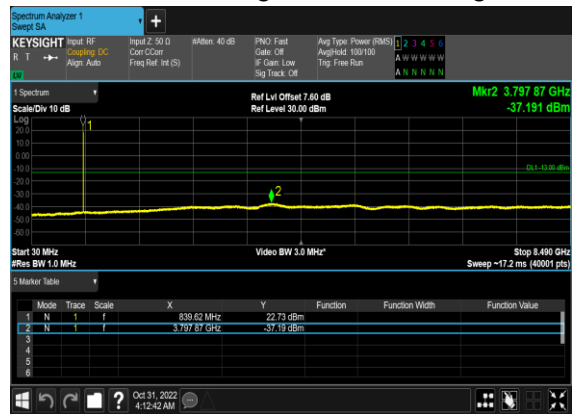 Spectrum Analyzer 1
Swept SA
+
KEYSIGHT Input: RF Input Z: 50 Ω #Atten: 40 dB PNO: Fast Avg Type: Power (RMS) 1 2 3 4 5 6
R T Coupling: DC Corr CCorr Gate: Off Avg|Hold: 100/100 A W W W W W
Align: Auto Freq Ref: Int (S) IF Gain: Low Trig: Free Run
Sig Track: Off A N N N N N
1 Spectrum Ref Lvl Offset 7.60 dB Mkr2 3.797 87 GHz
Scale/Div 10 dB Ref Level 30.00 dBm -37.191 dBm
Log
20.0
10.0
0.00
-10.0
-20.0
-30.0
-40.0
-50.0
-60.0
1
DL1 -13.00 dBm
2
Start 30 MHz Video BW 3.0 MHz* Stop 8.490 GHz
#Res BW 1.0 MHz Sweep ~17.2 ms (40001 pts)
5 Marker Table
Mode Trace Scale X Y Function Function Width Function Value
1 N 1 f 839.62 MHz 22.73 dBm
2 N 1 f 3.797 87 GHz -37.19 dBm
3
4
5
6
? Oct 31, 2022
4:12:42 AM